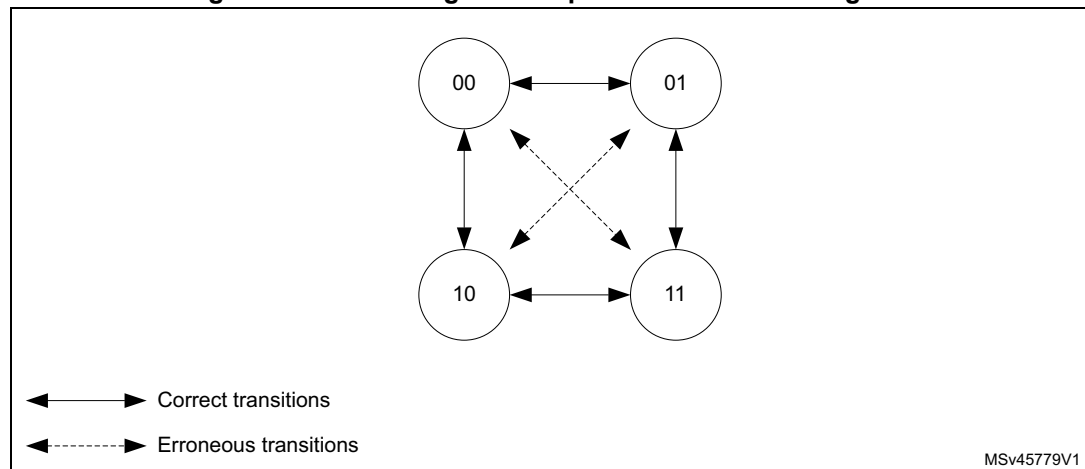 00 01
10 11
Correct transitions
Erroneous transitions
MSv45779V1